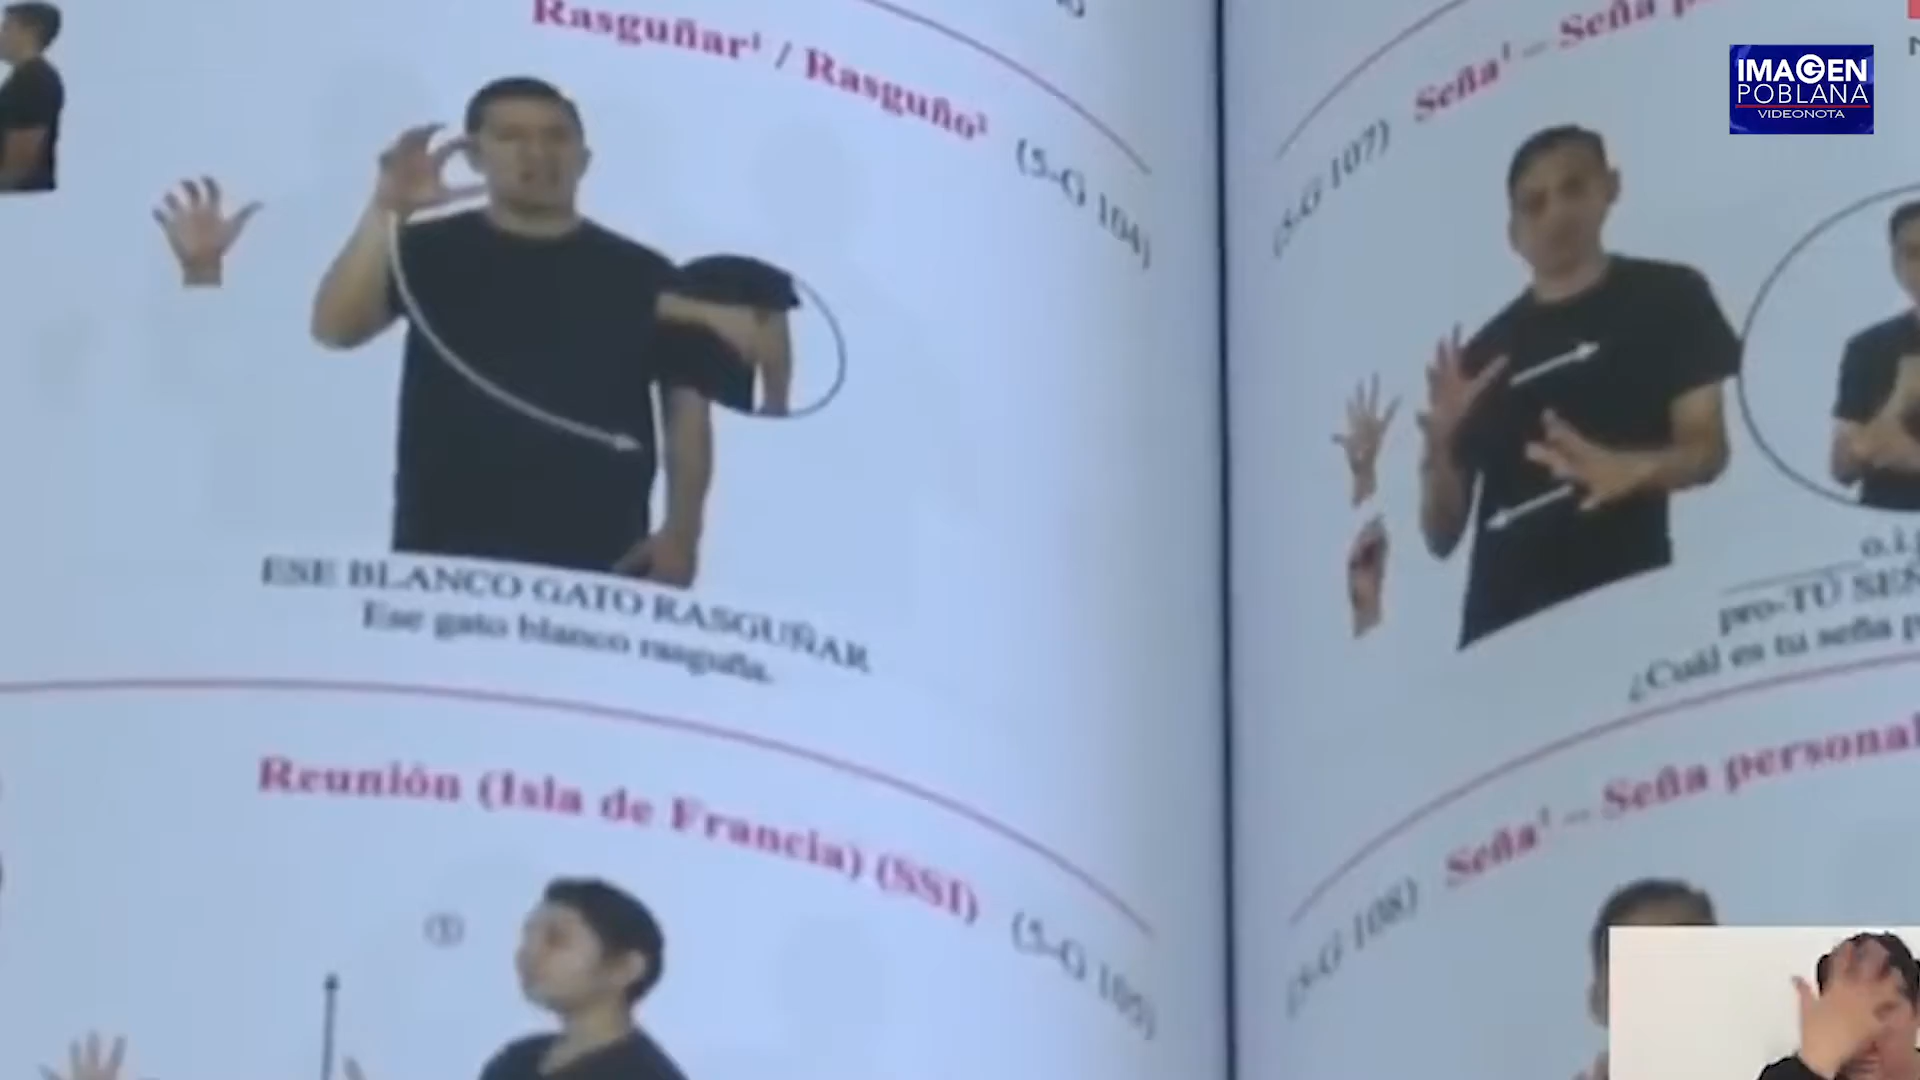 Rasguñar¹ / Rasguño¹ (5-G 104)
ESE BLANCO GATO RASGUÑAR
Ese gato blanco rasguña.
Reunión (Isla de Francia) (SSI) (5-G 105)
①
(5-G 107) Seña¹ – Seña
pro-TÚ
¿Cuál es tu seña
(5-G 108) Seña¹ – Seña personal
IMAGEN
POBLANA
VIDEONOTA